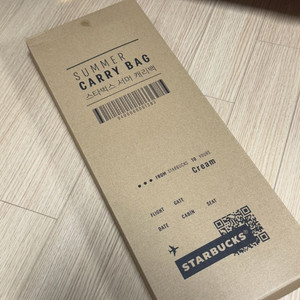 SUMMER
CARRY BAG
스타벅스 서머 캐리백
••• FROM STARBUCKS TO YOURS
Cream
FLIGHT GATE
DATE CABIN SEAT
STARBUCKS®